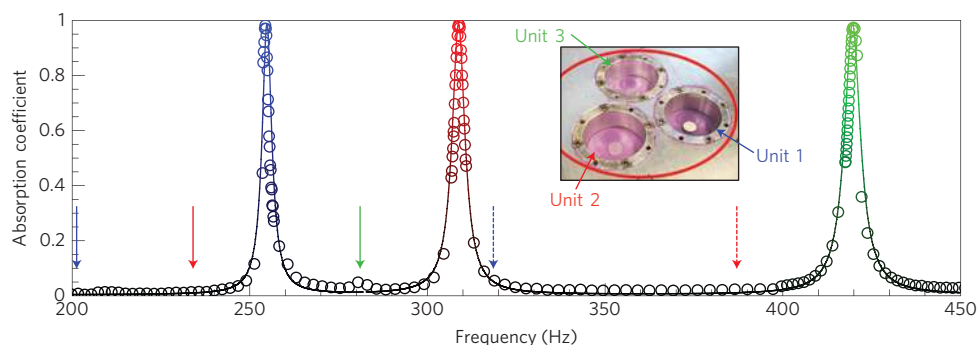 Absorption coefficient
1
0.8
0.6
0.4
0.2
0
Unit 3
Unit 1
Unit 2
200
250
300
350
400
450
Frequency (Hz)